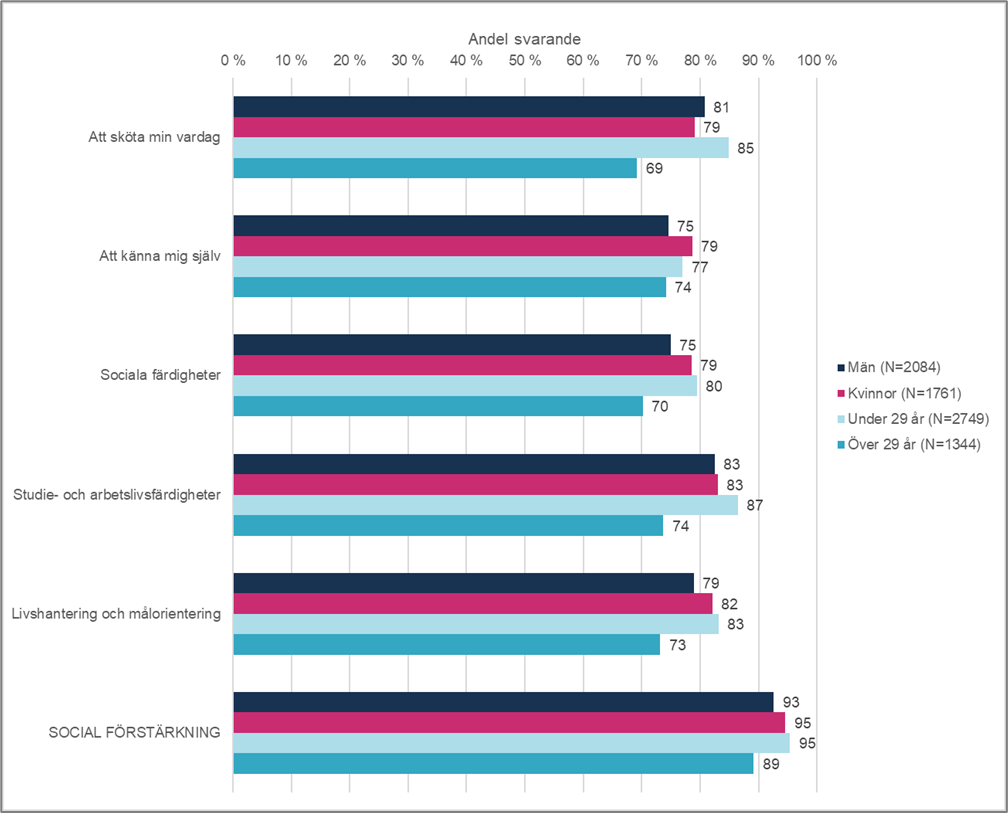 Andel svarande
0 % 10 % 20 % 30 % 40 % 50 % 60 % 70 % 80 % 90 % 100 %
Att sköta min vardag
81
79
85
69
Att känna mig själv
75
79
77
74
Sociala färdigheter
75
79
80
70
Studie- och arbetslivsfärdigheter
83
83
87
74
Livshantering och målorientering
79
82
83
73
SOCIAL FÖRSTÄRKNING
93
95
95
89
Män (N=2084)
Kvinnor (N=1761)
Under 29 år (N=2749)
Över 29 år (N=1344)